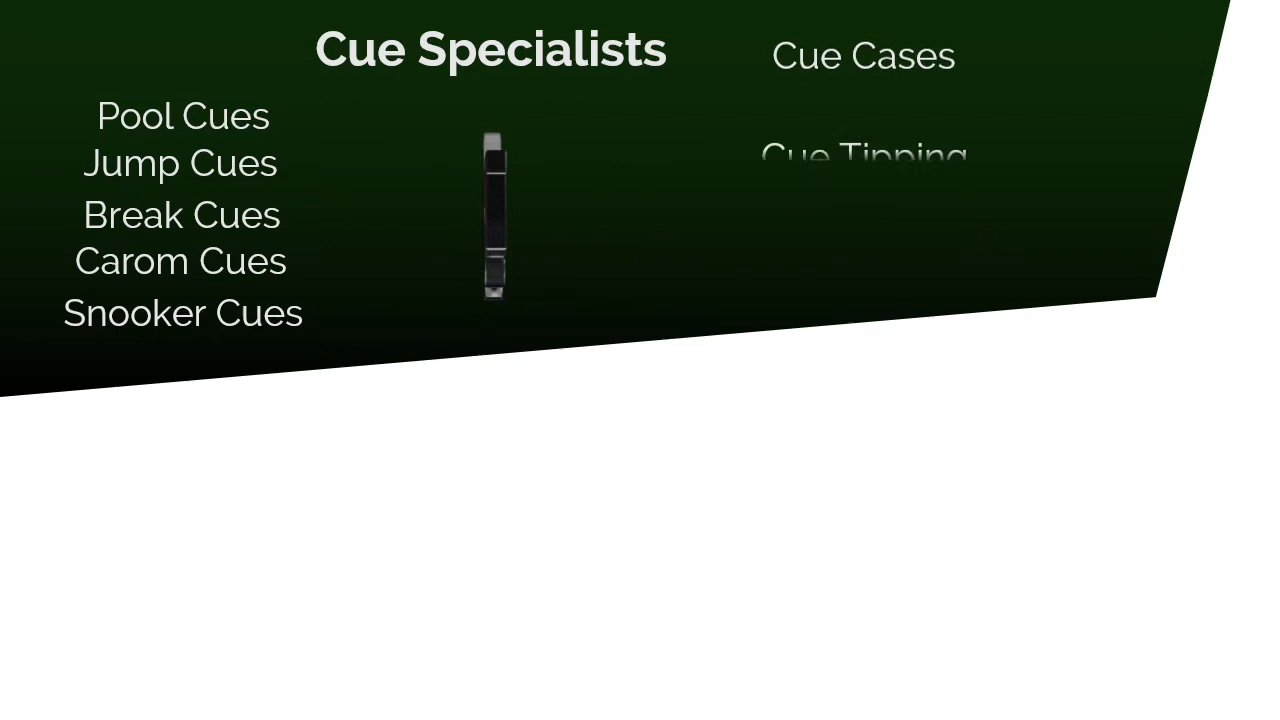 Cue Specialists
Pool Cues
Jump Cues
Break Cues
Carom Cues
Snooker Cues
Cue Cases
Cue Tipping